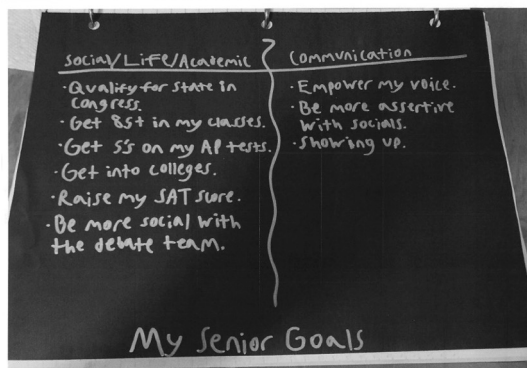 Social/Life/Academic
· Qualify for State in
Congress.
· Get 85+ in my classes.
· Get 5's on my AP tests.
· Get into colleges.
· Raise my SAT score.
· Be more social with
the debate team.
Communication
· Empower my voice.
· Be more assertive
with socials.
· Showing up.
My Senior Goals